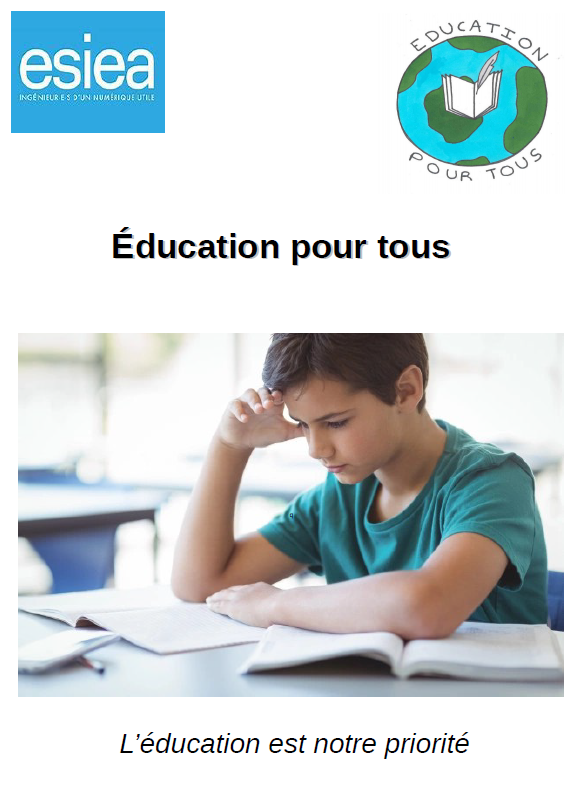 esiea
INGÉNIEUR·E·S D'UN NUMÉRIQUE UTILE
EDUCATION
POUR TOUS
Éducation pour tous
L'éducation est notre priorité